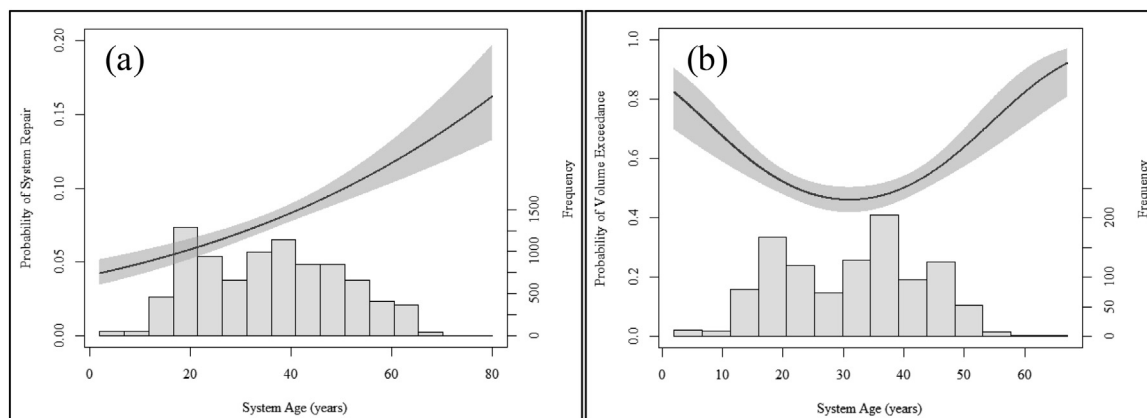 (a)
Probability of System Repair
0.20
0.15
0.10
0.05
0.00
Frequency
1500
1000
500
0
0 20 40 60 80
System Age (years)
(b)
Probability of Volume Exceedance
1.0
0.8
0.6
0.4
0.2
0.0
Frequency
200
100
50
0
0 10 20 30 40 50 60
System Age (years)